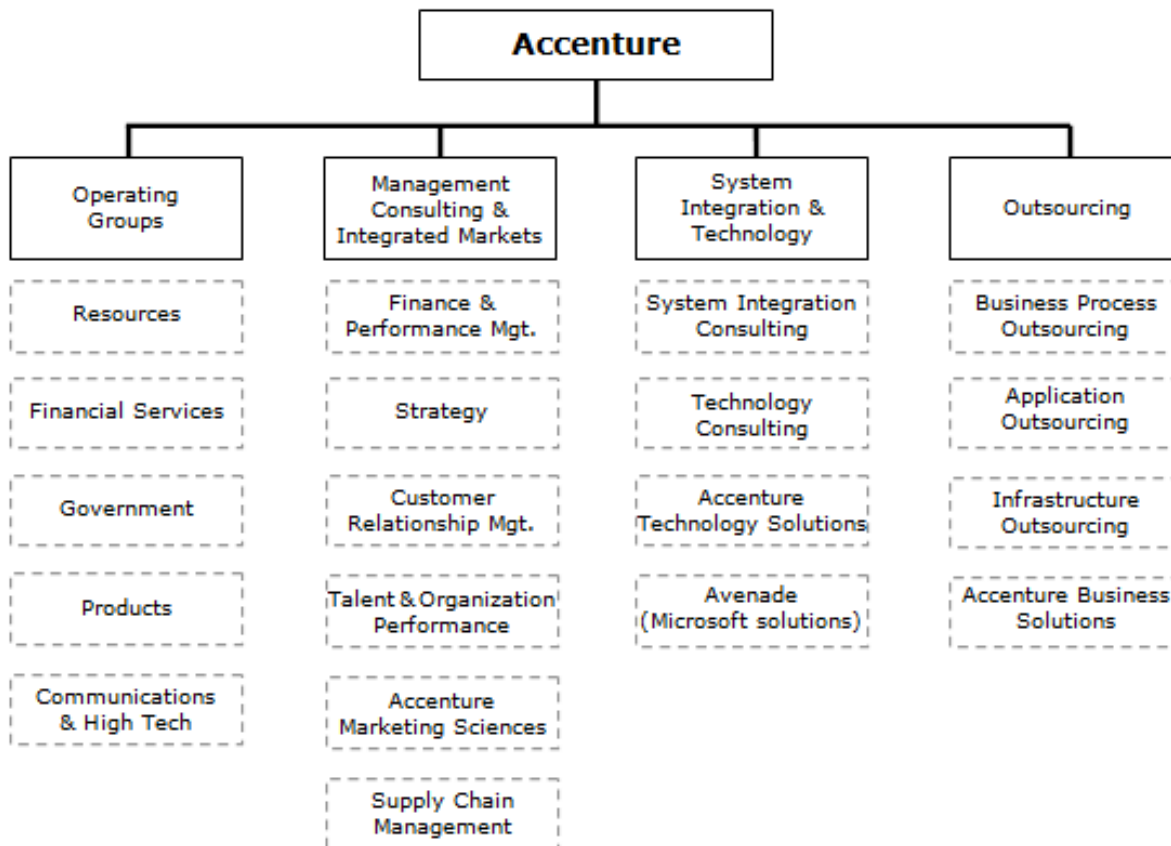 Accenture
Operating
Groups
Management
Consulting &
Integrated Markets
System
Integration &
Technology
Outsourcing
Resources
Financial Services
Government
Products
Communications
& High Tech
Finance &
Performance Mgt.
Strategy
Customer
Relationship Mgt.
Talent & Organization
Performance
Accenture
Marketing Sciences
Supply Chain
Management
System Integration
Consulting
Technology
Consulting
Accenture
Technology Solutions
Avenade
(Microsoft solutions)
Business Process
Outsourcing
Application
Outsourcing
Infrastructure
Outsourcing
Accenture Business
Solutions